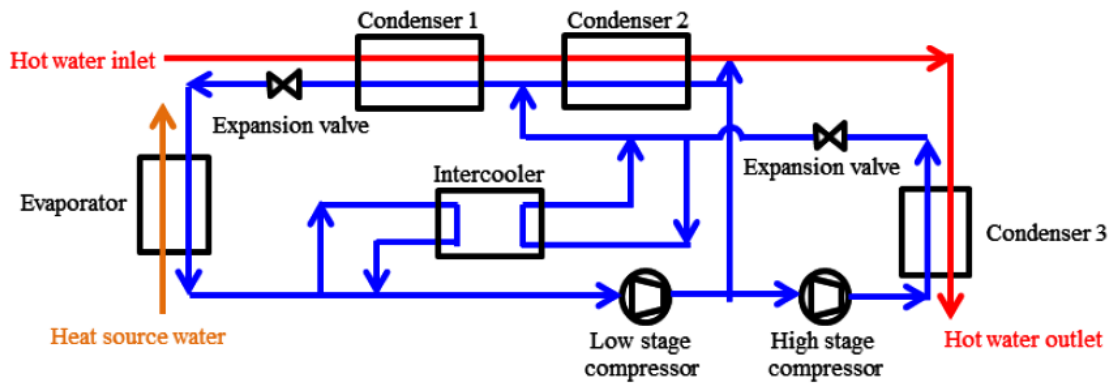 Condenser 1
Condenser 2
Hot water inlet
Expansion valve
Expansion valve
Intercooler
Evaporator
Condenser 3
Heat source water
Low stage
compressor
High stage
compressor
Hot water outlet